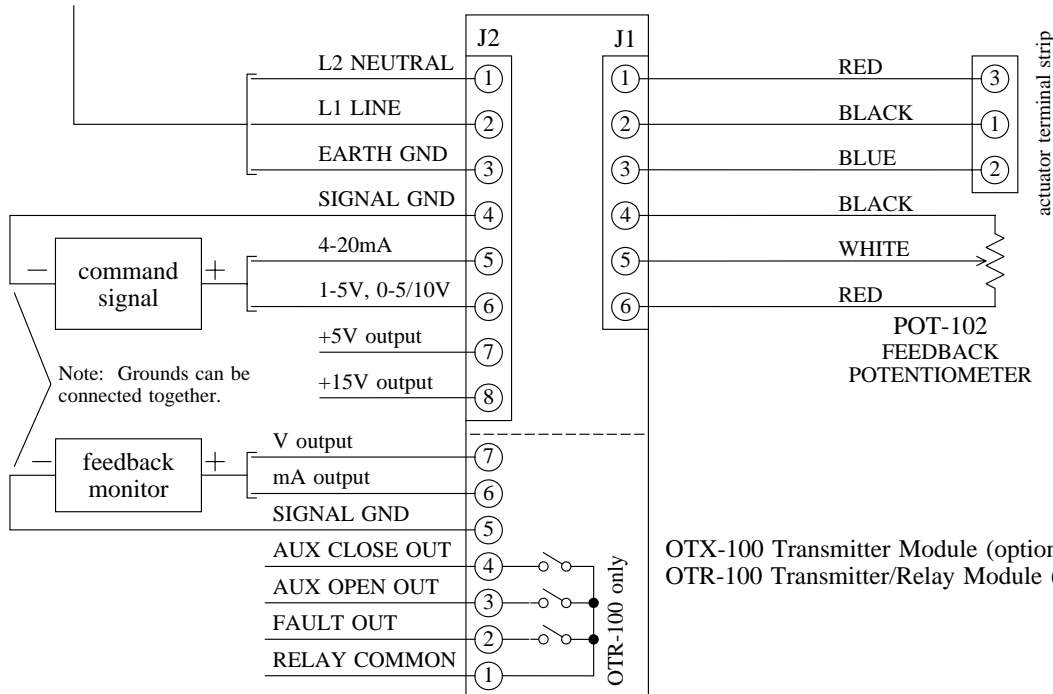 J2
J1
L2 NEUTRAL 1
L1 LINE 2
EARTH GND 3
SIGNAL GND 4
4-20mA 5
1-5V, 0-5/10V 6
+5V output 7
+15V output 8
1 RED 3
2 BLACK 1
3 BLUE 2
4 BLACK
5 WHITE
6 RED
actuator terminal strip
POT-102
FEEDBACK
POTENTIOMETER
− command signal +
Note: Grounds can be
connected together.
− feedback monitor +
V output 7
mA output 6
SIGNAL GND 5
AUX CLOSE OUT 4
AUX OPEN OUT 3
FAULT OUT 2
RELAY COMMON 1
OTR-100 only
OTX-100 Transmitter Module (option
OTR-100 Transmitter/Relay Module (